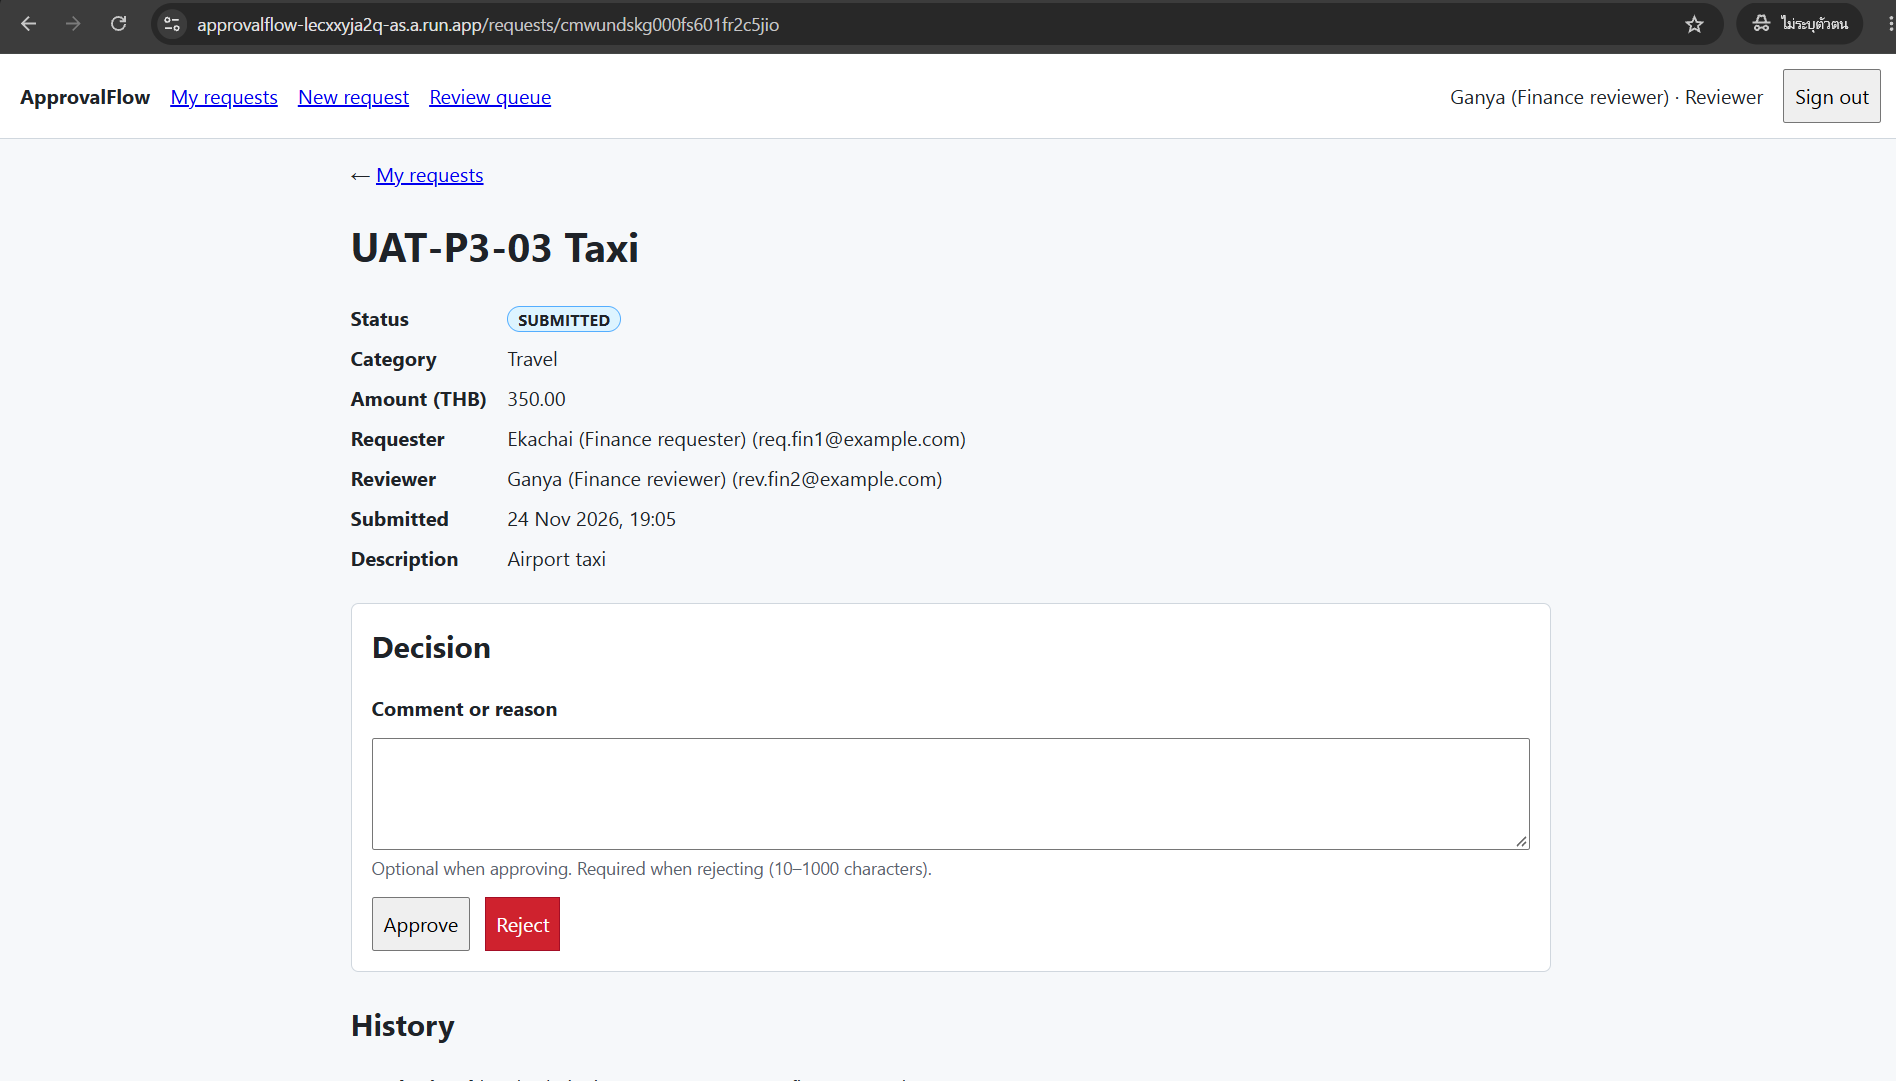 approvalflow-lecxxyja2q-as.a.run.app/requests/cmwundskg000fs601fr2c5jio
ไม่ระบุตัวตน
ApprovalFlow My requests New request Review queue Ganya (Finance reviewer) · Reviewer Sign out
← My requests
UAT-P3-03 Taxi
Status SUBMITTED
Category Travel
Amount (THB) 350.00
Requester Ekachai (Finance requester) (req.fin1@example.com)
Reviewer Ganya (Finance reviewer) (rev.fin2@example.com)
Submitted 24 Nov 2026, 19:05
Description Airport taxi
Decision
Comment or reason
Optional when approving. Required when rejecting (10–1000 characters).
Approve Reject
History